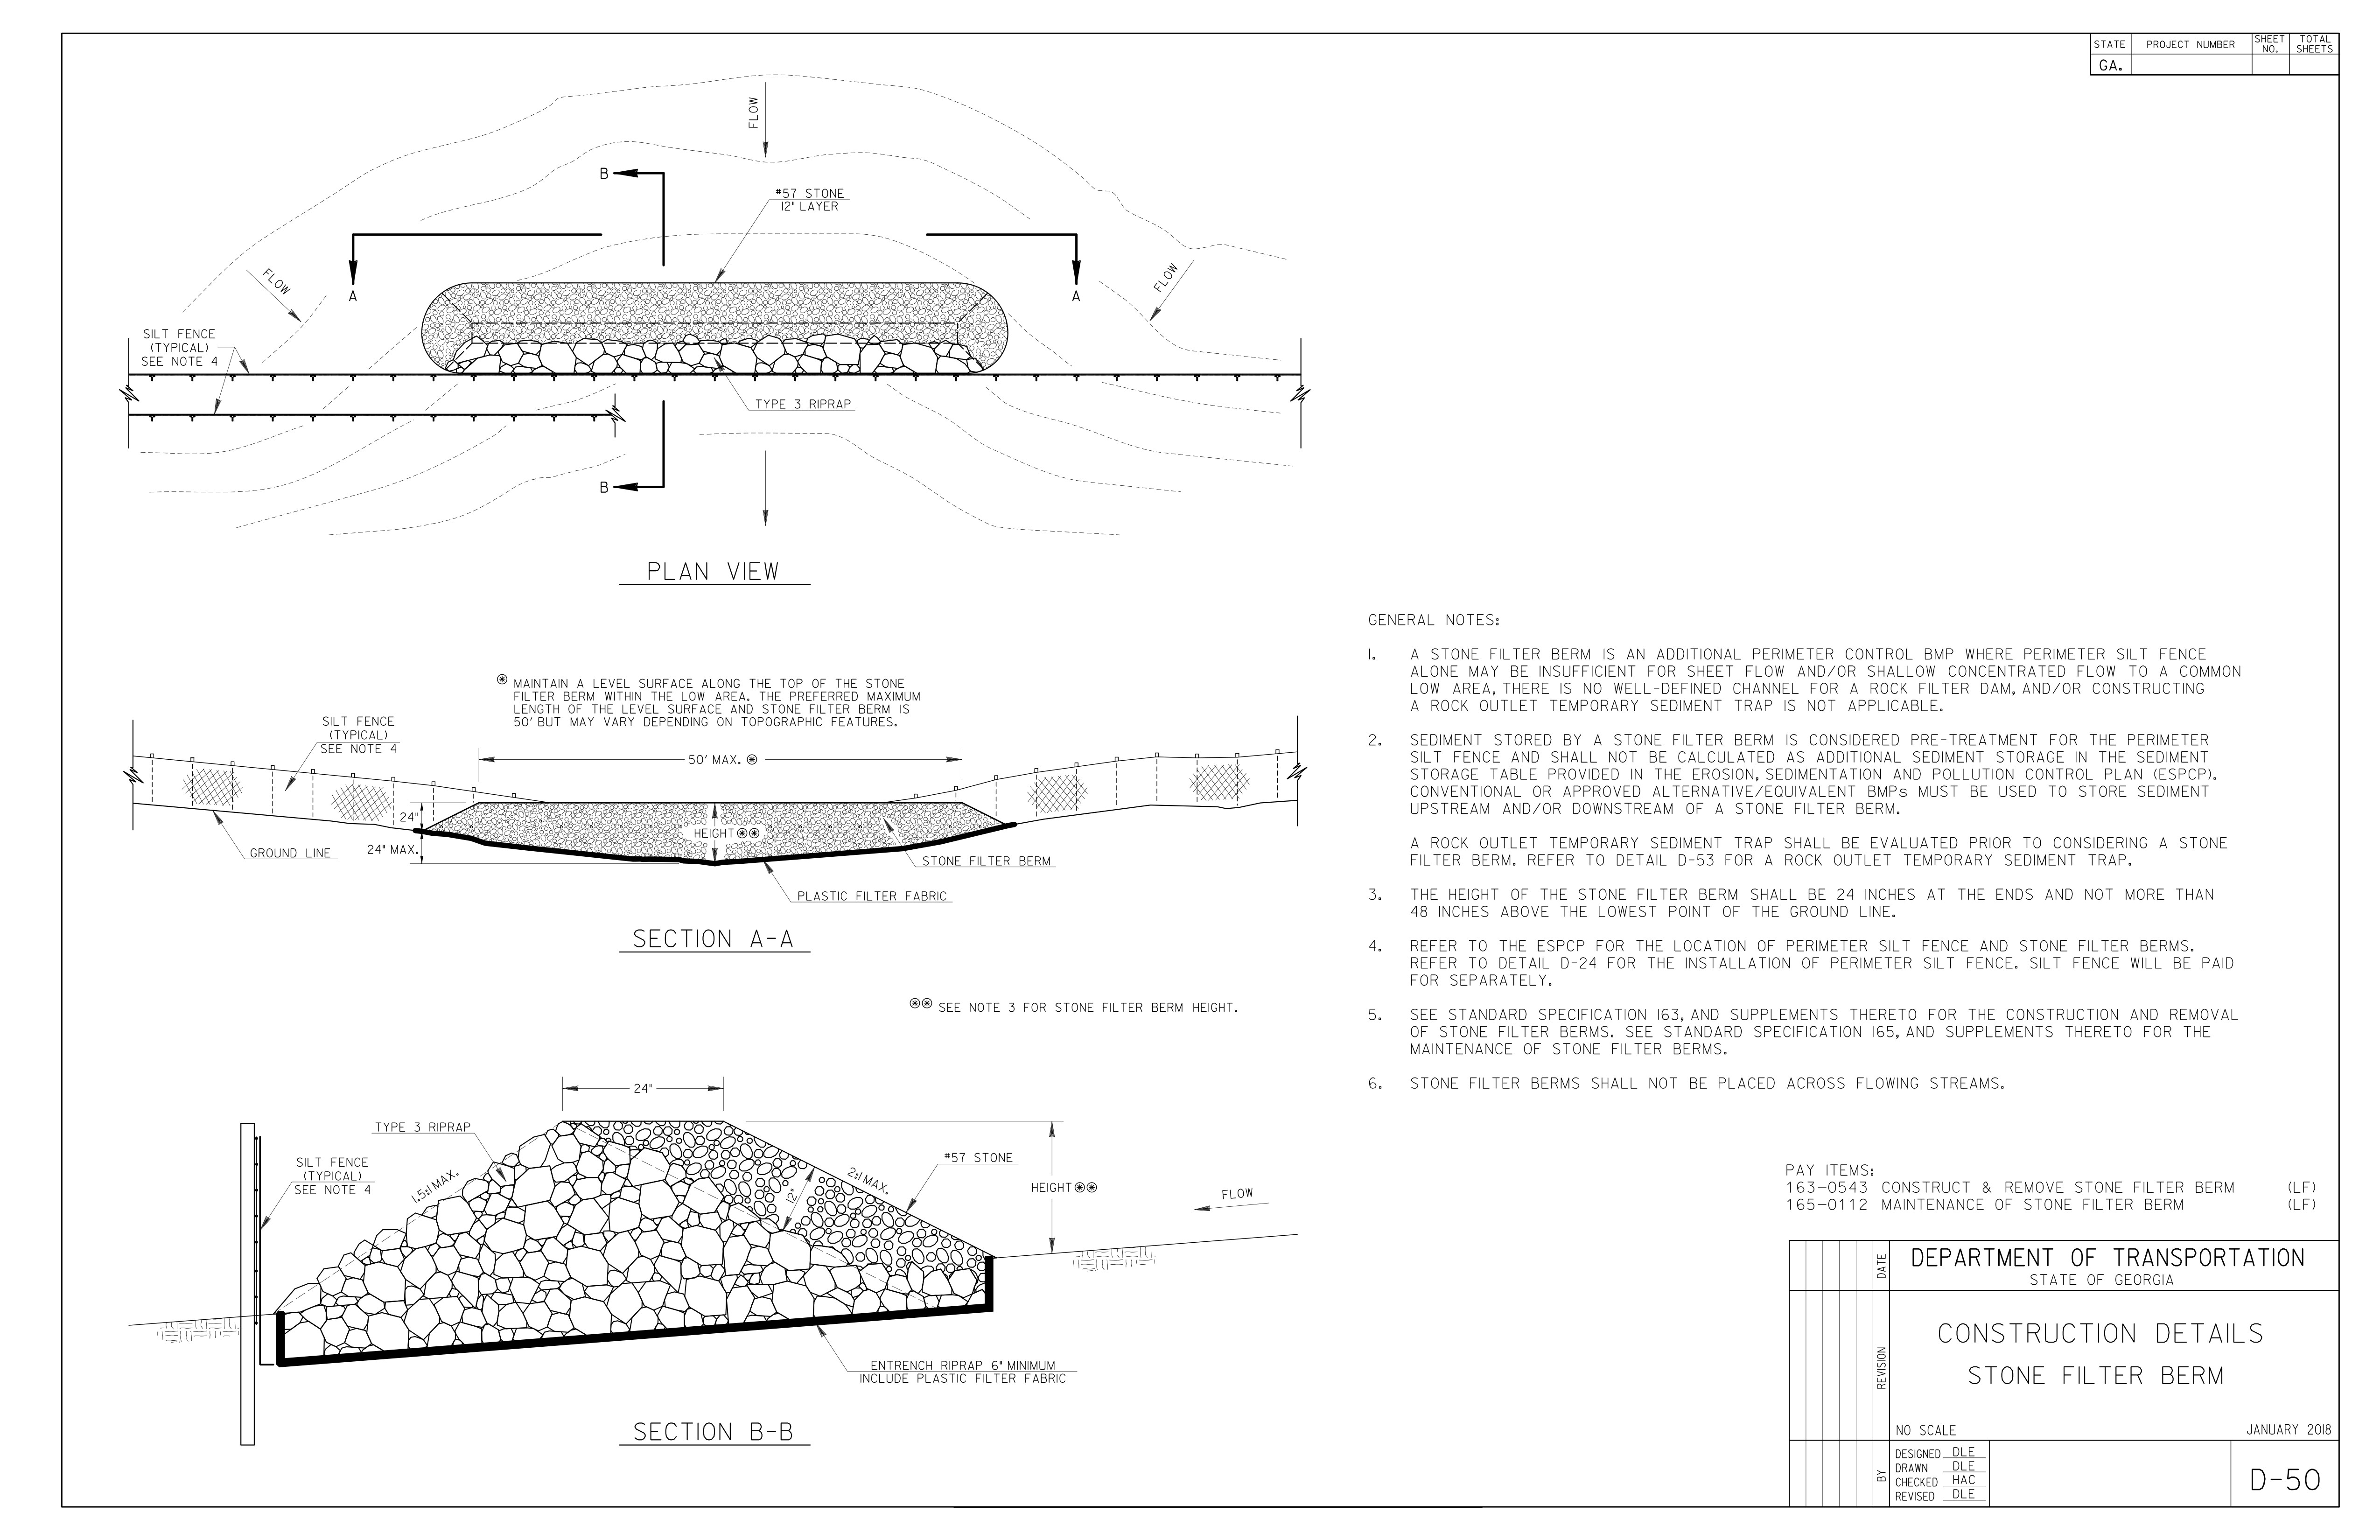 STATE
PROJECT NUMBER
SHEET
NO.
TOTAL
SHEETS
GA.
FLOW
B
#57 STONE
12" LAYER
FLOW
A
A
FLOW
SILT FENCE
(TYPICAL)
SEE NOTE 4
TYPE 3 RIPRAP
B
PLAN VIEW
⊛ MAINTAIN A LEVEL SURFACE ALONG THE TOP OF THE STONE
FILTER BERM WITHIN THE LOW AREA. THE PREFERRED MAXIMUM
LENGTH OF THE LEVEL SURFACE AND STONE FILTER BERM IS
50' BUT MAY VARY DEPENDING ON TOPOGRAPHIC FEATURES.
SILT FENCE
(TYPICAL)
SEE NOTE 4
50' MAX. ⊛
24"
HEIGHT⊛⊛
24" MAX.
GROUND LINE
STONE FILTER BERM
PLASTIC FILTER FABRIC
SECTION A-A
⊛⊛ SEE NOTE 3 FOR STONE FILTER BERM HEIGHT.
24"
TYPE 3 RIPRAP
SILT FENCE
(TYPICAL)
SEE NOTE 4
1.5:1 MAX.
12"
2:1 MAX.
#57 STONE
HEIGHT⊛⊛
FLOW
ENTRENCH RIPRAP 6" MINIMUM
INCLUDE PLASTIC FILTER FABRIC
SECTION B-B
GENERAL NOTES:
1. A STONE FILTER BERM IS AN ADDITIONAL PERIMETER CONTROL BMP WHERE PERIMETER SILT FENCE
ALONE MAY BE INSUFFICIENT FOR SHEET FLOW AND/OR SHALLOW CONCENTRATED FLOW TO A COMMON
LOW AREA, THERE IS NO WELL-DEFINED CHANNEL FOR A ROCK FILTER DAM, AND/OR CONSTRUCTING
A ROCK OUTLET TEMPORARY SEDIMENT TRAP IS NOT APPLICABLE.
2. SEDIMENT STORED BY A STONE FILTER BERM IS CONSIDERED PRE-TREATMENT FOR THE PERIMETER
SILT FENCE AND SHALL NOT BE CALCULATED AS ADDITIONAL SEDIMENT STORAGE IN THE SEDIMENT
STORAGE TABLE PROVIDED IN THE EROSION, SEDIMENTATION AND POLLUTION CONTROL PLAN (ESPCP).
CONVENTIONAL OR APPROVED ALTERNATIVE/EQUIVALENT BMPs MUST BE USED TO STORE SEDIMENT
UPSTREAM AND/OR DOWNSTREAM OF A STONE FILTER BERM.
A ROCK OUTLET TEMPORARY SEDIMENT TRAP SHALL BE EVALUATED PRIOR TO CONSIDERING A STONE
FILTER BERM. REFER TO DETAIL D-53 FOR A ROCK OUTLET TEMPORARY SEDIMENT TRAP.
3. THE HEIGHT OF THE STONE FILTER BERM SHALL BE 24 INCHES AT THE ENDS AND NOT MORE THAN
48 INCHES ABOVE THE LOWEST POINT OF THE GROUND LINE.
4. REFER TO THE ESPCP FOR THE LOCATION OF PERIMETER SILT FENCE AND STONE FILTER BERMS.
REFER TO DETAIL D-24 FOR THE INSTALLATION OF PERIMETER SILT FENCE. SILT FENCE WILL BE PAID
FOR SEPARATELY.
5. SEE STANDARD SPECIFICATION 163, AND SUPPLEMENTS THERETO FOR THE CONSTRUCTION AND REMOVAL
OF STONE FILTER BERMS. SEE STANDARD SPECIFICATION 165, AND SUPPLEMENTS THERETO FOR THE
MAINTENANCE OF STONE FILTER BERMS.
6. STONE FILTER BERMS SHALL NOT BE PLACED ACROSS FLOWING STREAMS.
PAY ITEMS:
163-0543 CONSTRUCT & REMOVE STONE FILTER BERM (LF)
165-0112 MAINTENANCE OF STONE FILTER BERM (LF)
DATE
REVISION
BY
DEPARTMENT OF TRANSPORTATION
STATE OF GEORGIA
CONSTRUCTION DETAILS
STONE FILTER BERM
NO SCALE
JANUARY 2018
DESIGNED DLE
DRAWN DLE
CHECKED HAC
REVISED DLE
D-50